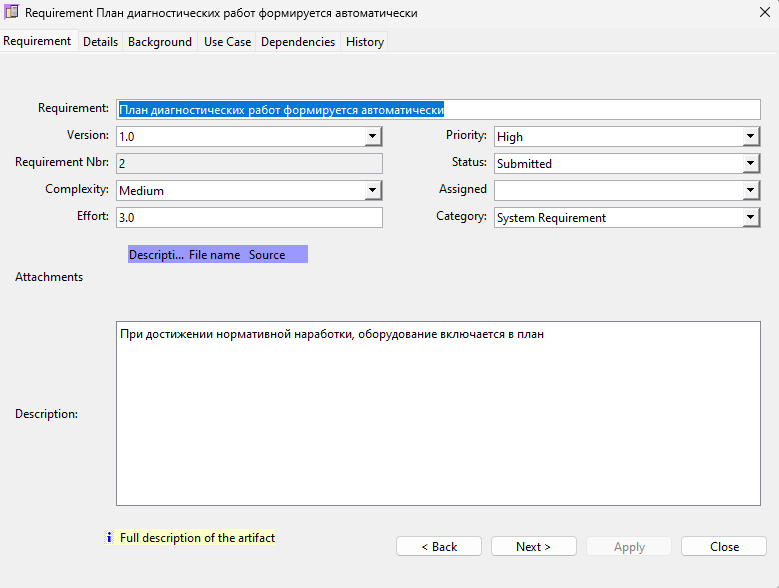 Requirement План диагностических работ формируется автоматически
Requirement Details Background Use Case Dependencies History
Requirement: План диагностических работ формируется автоматически
Version: 1.0 Priority: High
Requirement Nbr: 2 Status: Submitted
Complexity: Medium Assigned
Effort: 3.0 Category: System Requirement
Descripti... File name Source
Attachments
При достижении нормативной наработки, оборудование включается в план
Description:
i Full description of the artifact
< Back Next > Apply Close